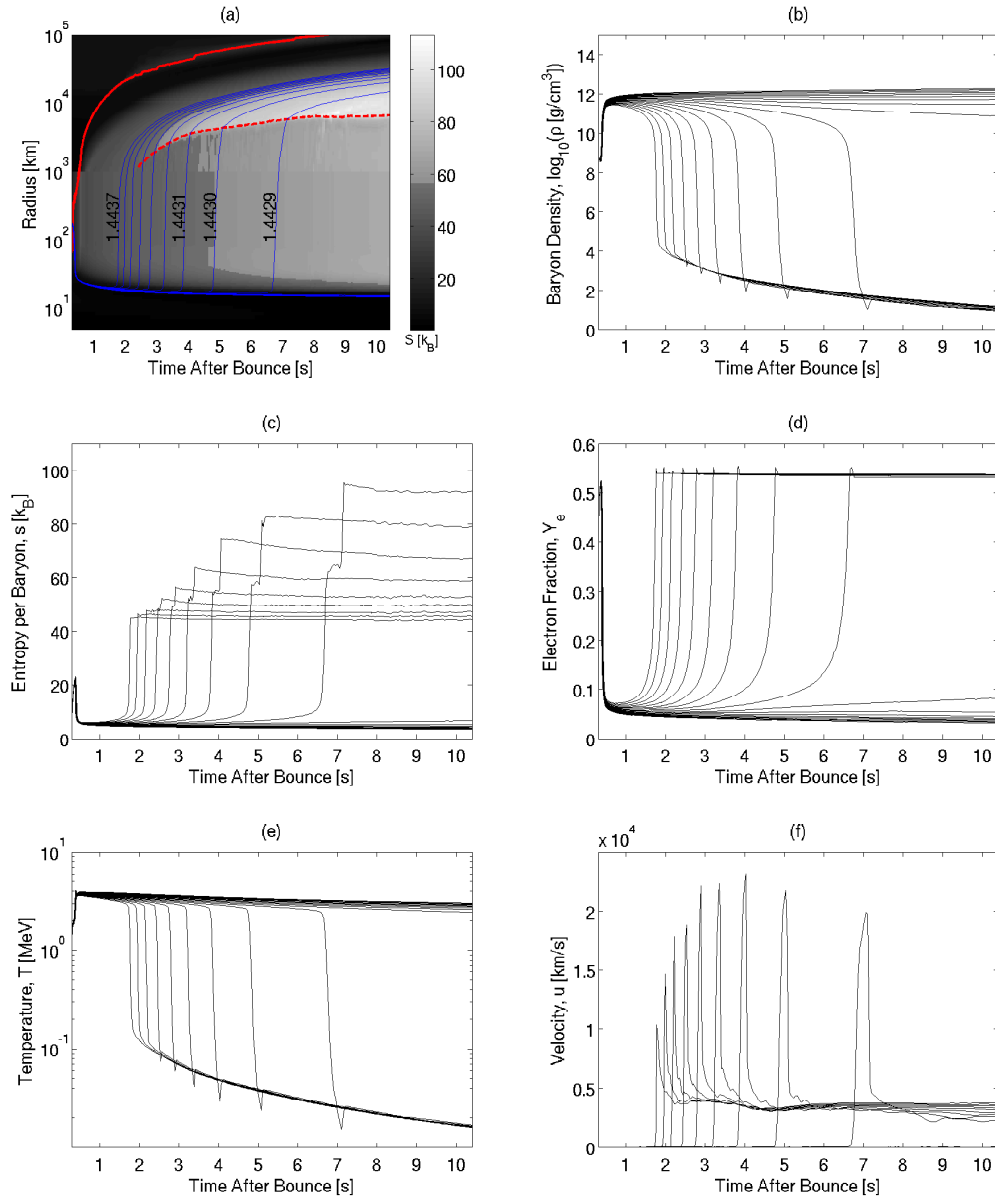 (a)
10^5
10^4
10^3
10^2
10^1
Radius [km]
1.4437
1.4431
1.4430
1.4429
1 2 3 4 5 6 7 8 9 10
Time After Bounce [s]
100
80
60
40
20
S [k_B]
(b)
14
12
10
8
6
4
2
0
Baryon Density, log_10(ρ [g/cm^3])
1 2 3 4 5 6 7 8 9 10
Time After Bounce [s]
(c)
100
80
60
40
20
0
Entropy per Baryon, s [k_B]
1 2 3 4 5 6 7 8 9 10
Time After Bounce [s]
(d)
0.6
0.5
0.4
0.3
0.2
0.1
0
Electron Fraction, Y_e
1 2 3 4 5 6 7 8 9 10
Time After Bounce [s]
(e)
10^1
10^0
10^-1
Temperature, T [MeV]
1 2 3 4 5 6 7 8 9 10
Time After Bounce [s]
(f)
x 10^4
2
1
0
Velocity, u [km/s]
1 2 3 4 5 6 7 8 9 10
Time After Bounce [s]